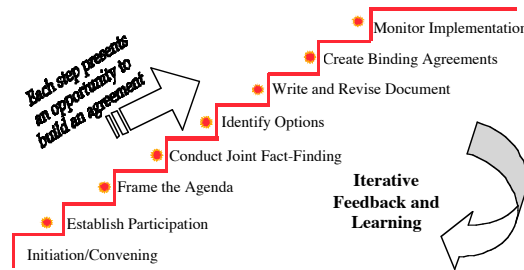 Monitor Implementation
Create Binding Agreements
Write and Revise Document
Identify Options
Conduct Joint Fact-Finding
Frame the Agenda
Establish Participation
Initiation/Convening
Each step presents
an opportunity to
build an agreement
Iterative
Feedback and
Learning